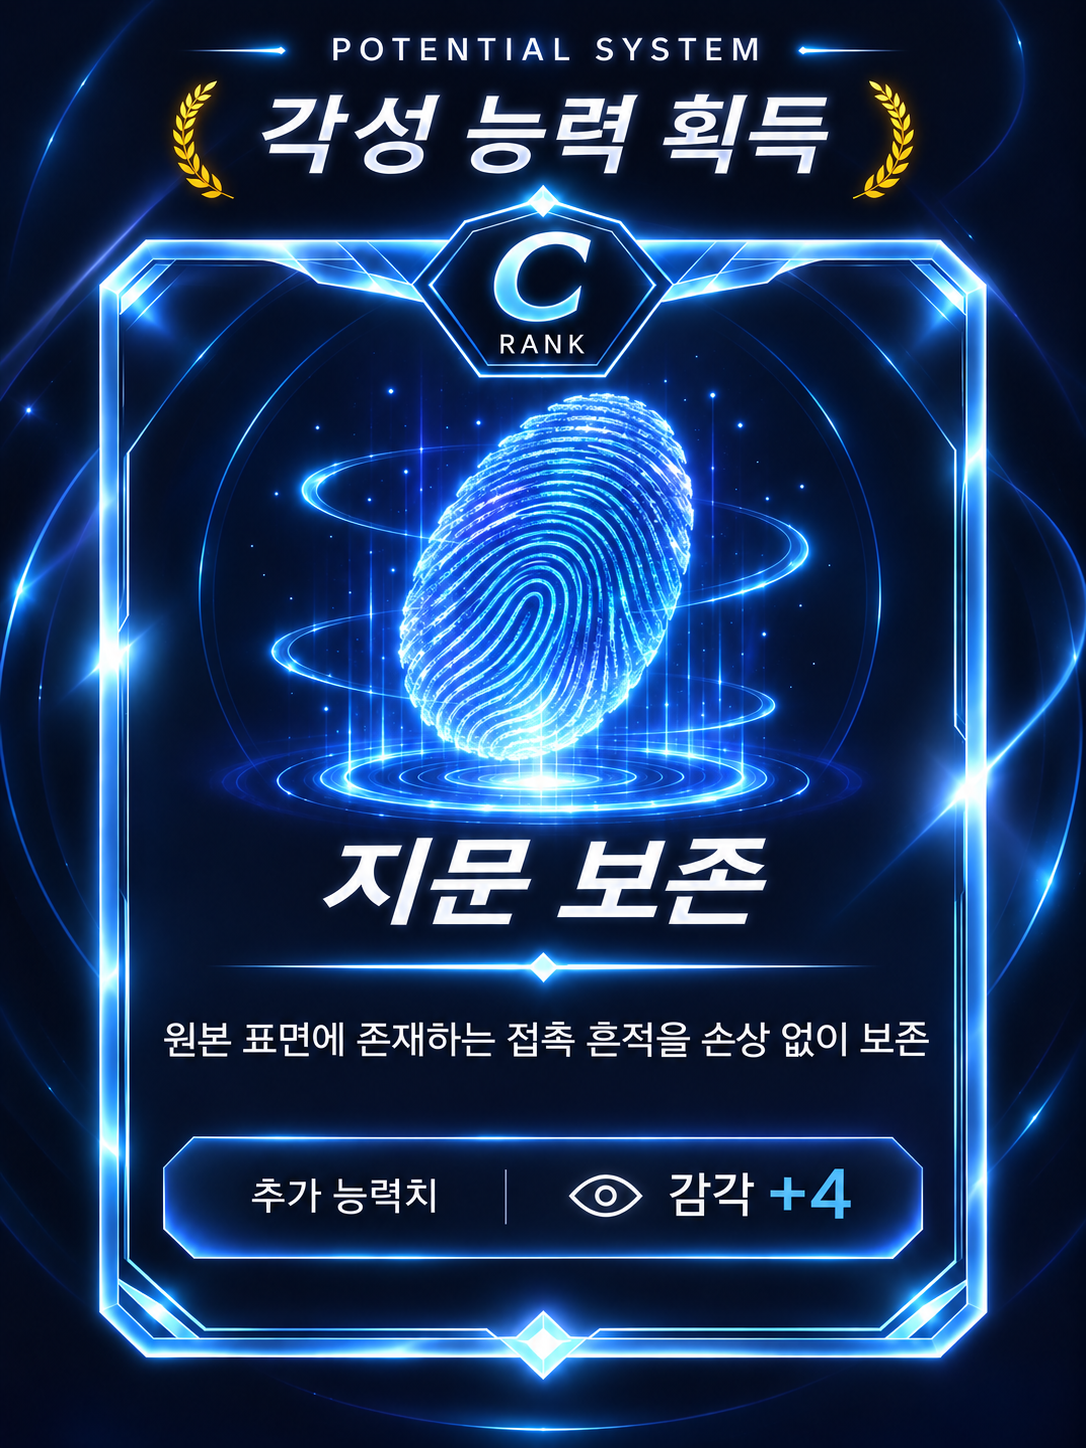 POTENTIAL SYSTEM
각성 능력 획득
C
RANK
지문 보존
원본 표면에 존재하는 접촉 흔적을 손상 없이 보존
추가 능력치 감각 +4